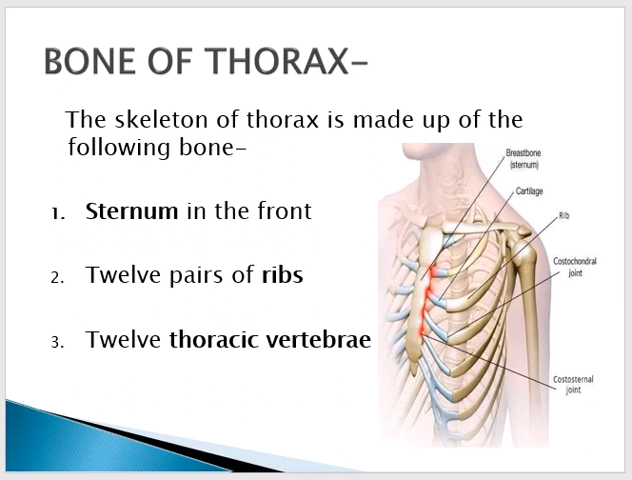 BONE OF THORAX–
The skeleton of thorax is made up of the
following bone–
Breastbone
(sternum)
Cartilage
1. Sternum in the front
Rib
Costochondral
joint
2. Twelve pairs of ribs
3. Twelve thoracic vertebrae
Costosternal
joint